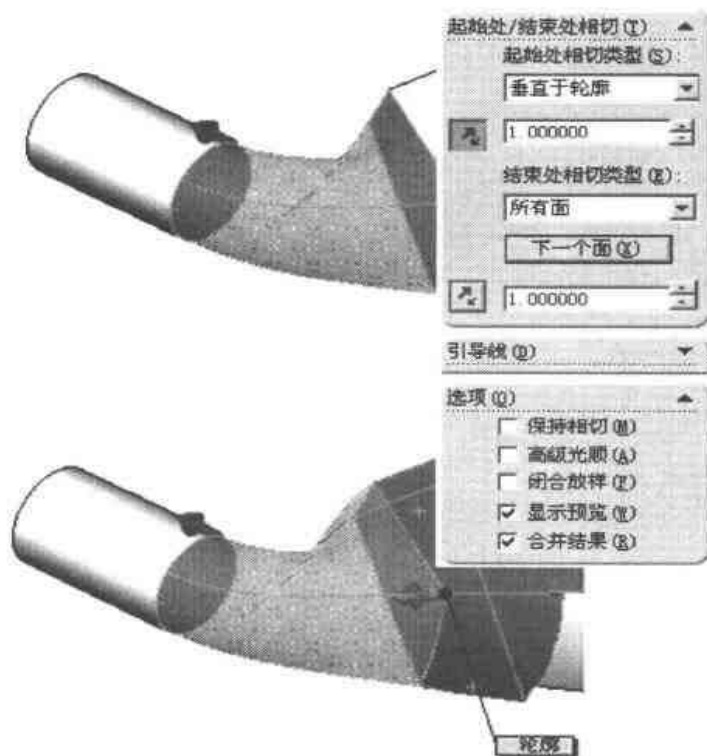 起始处/结束处相切(T)
起始处相切类型(S):
垂直于轮廓
1.000000
结束处相切类型(E):
所有面
下一个面(X)
1.000000
引导线(D)
选项(O)
保持相切(M)
高级光顺(A)
闭合放样(F)
显示预览(W)
合并结果(R)
轮廓